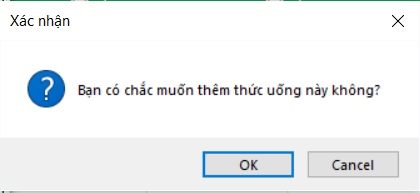 Xác nhận
Bạn có chắc muốn thêm thức uống này không?
OK
Cancel